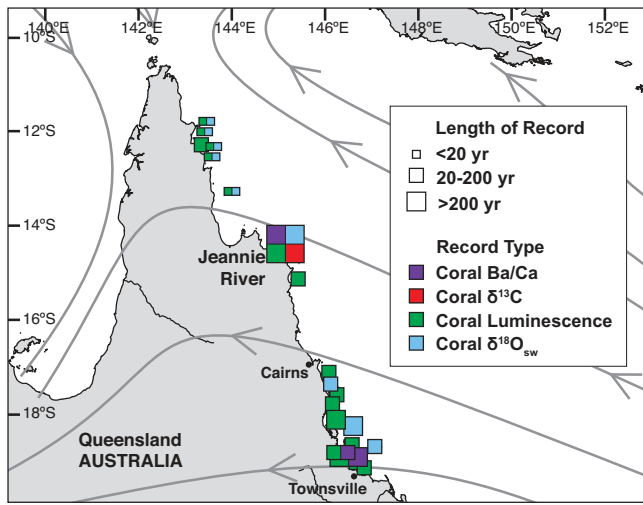 140°E 142°E 144°E 146°E 148°E 150°E 152°E
10°S
12°S
14°S
16°S
18°S
Length of Record
<20 yr
20-200 yr
>200 yr
Record Type
Coral Ba/Ca
Coral δ¹³C
Coral Luminescence
Coral δ¹⁸Oₛw
Jeannie
River
Cairns
Queensland
AUSTRALIA
Townsville